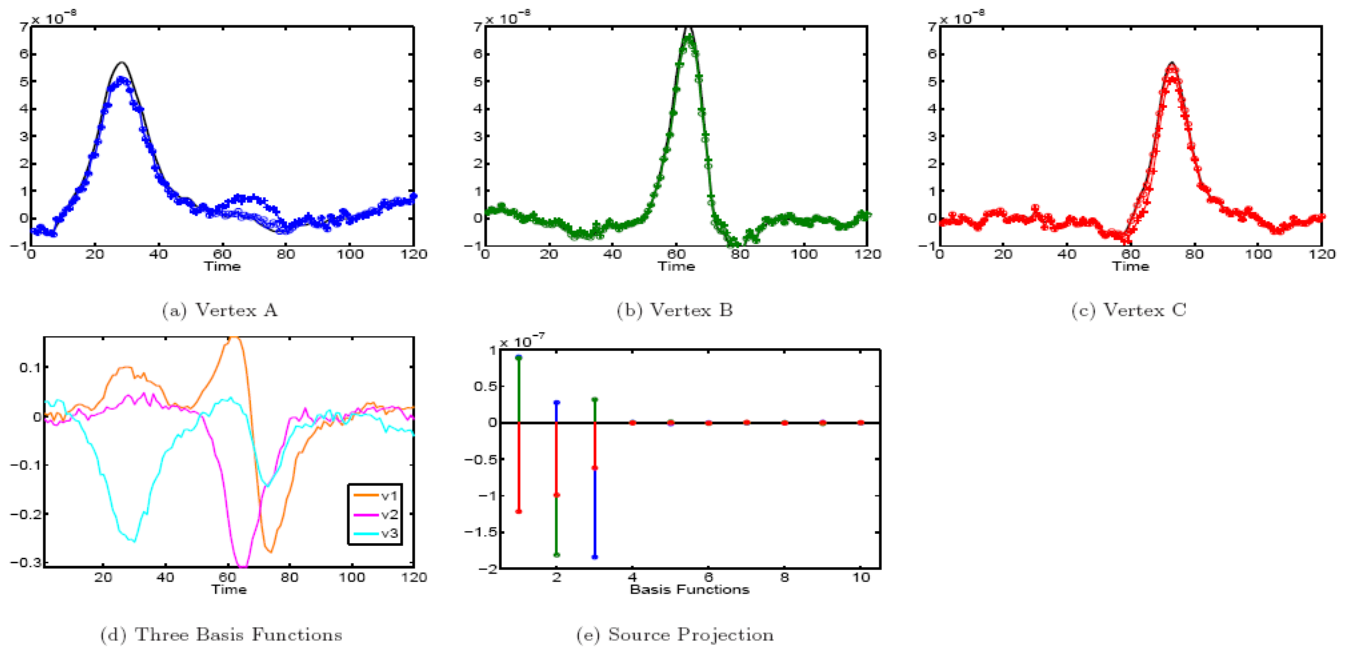 × 10⁻⁸
7
6
5
4
3
2
1
0
−1
0 20 40 60 80 100 120
Time
(a) Vertex A
× 10⁻⁸
7
6
5
4
3
2
1
0
−1
0 20 40 60 80 100 120
Time
(b) Vertex B
× 10⁻⁸
7
6
5
4
3
2
1
0
−1
0 20 40 60 80 100 120
Time
(c) Vertex C
0.1
0
−0.1
−0.2
−0.3
20 40 60 80 100 120
Time
v1
v2
v3
(d) Three Basis Functions
× 10⁻⁷
1
0.5
0
−0.5
−1
−1.5
−2
2 4 6 8 10
Basis Functions
(e) Source Projection